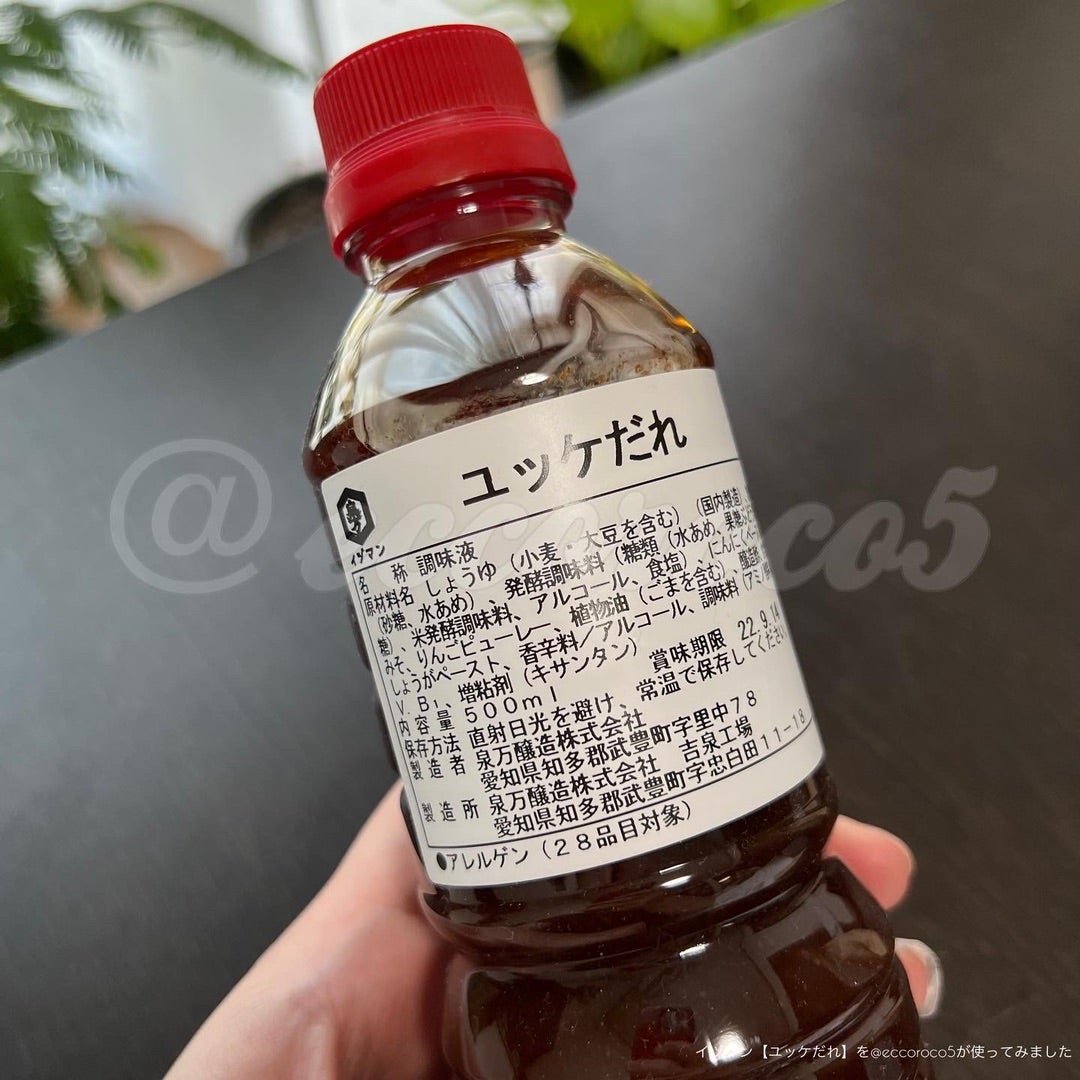 ユッケだれ
イヅマン
名 称 調味液
原材料名 しょうゆ(小麦・大豆を含む)(国内製造)、
(砂糖、水あめ)、発酵調味料(糖類(水あめ、果糖ぶどう
糖)、米発酵調味料、アルコール、食塩)、にんにくペー
みそ、りんごピューレー、植物油(ごまを含む)、醸造酢、
しょうがペースト、香辛料/アルコール、調味料(アミノ酸
V.B₁、増粘剤(キサンタン)
内 容 量 500ml 賞味期限 22.9.14
保存方法 直射日光を避け、常温で保存してください
製 造 者 泉万醸造株式会社
愛知県知多郡武豊町字里中78
製 造 所 泉万醸造株式会社 吉泉工場
愛知県知多郡武豊町字忠白田11-18
●アレルゲン(28品目対象)
@eccoroco5
イヅマン【ユッケだれ】を@eccoroco5が使ってみました